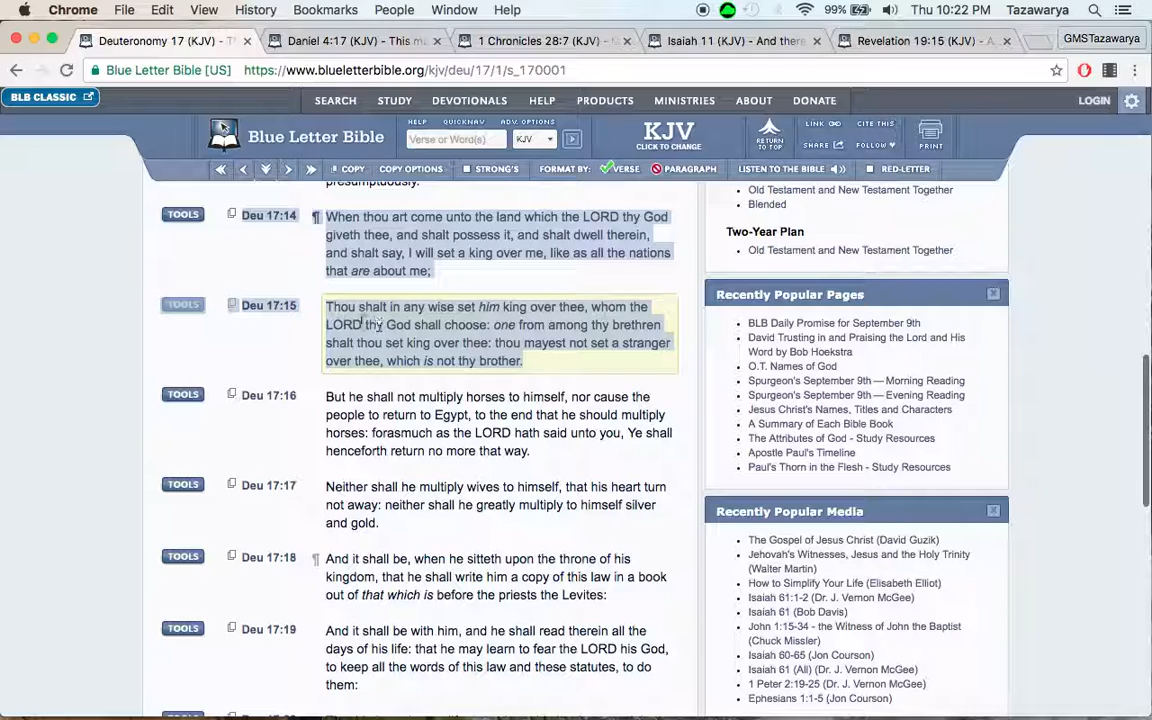 Chrome File Edit View History Bookmarks People Window Help 99% Thu 10:22 PM Tazawarya
Deuteronomy 17 (KJV) - "T Daniel 4:17 (KJV) - This m 1 Chronicles 28:7 (KJV) - Isaiah 11 (KJV) - And there Revelation 19:15 (KJV) - A GMSTazawarya
Blue Letter Bible [US] https://www.blueletterbible.org/kjv/deu/17/1/s_170001
BLB CLASSIC SEARCH STUDY DEVOTIONALS HELP PRODUCTS MINISTRIES ABOUT DONATE LOGIN
HELP QUICKNAV ADV. OPTIONS
Blue Letter Bible Verse or Word(s) KJV
KJV
CLICK TO CHANGE
RETURN
TO TOP
LINK CITE THIS
SHARE FOLLOW PRINT
COPY COPY OPTIONS STRONG'S FORMAT BY: VERSE PARAGRAPH LISTEN TO THE BIBLE RED-LETTER
presumptuously.
TOOLS Deu 17:14 ¶ When thou art come unto the land which the LORD thy God
giveth thee, and shalt possess it, and shalt dwell therein,
and shalt say, I will set a king over me, like as all the nations
that are about me;
TOOLS Deu 17:15 Thou shalt in any wise set him king over thee, whom the
LORD thy God shall choose: one from among thy brethren
shalt thou set king over thee: thou mayest not set a stranger
over thee, which is not thy brother.
TOOLS Deu 17:16 But he shall not multiply horses to himself, nor cause the
people to return to Egypt, to the end that he should multiply
horses: forasmuch as the LORD hath said unto you, Ye shall
henceforth return no more that way.
TOOLS Deu 17:17 Neither shall he multiply wives to himself, that his heart turn
not away: neither shall he greatly multiply to himself silver
and gold.
TOOLS Deu 17:18 ¶ And it shall be, when he sitteth upon the throne of his
kingdom, that he shall write him a copy of this law in a book
out of that which is before the priests the Levites:
TOOLS Deu 17:19 And it shall be with him, and he shall read therein all the
days of his life: that he may learn to fear the LORD his God,
to keep all the words of this law and these statutes, to do
them:
Old Testament and New Testament Together
Blended
Two-Year Plan
Old Testament and New Testament Together
Recently Popular Pages
BLB Daily Promise for September 9th
David Trusting in and Praising the Lord and His
Word by Bob Hoekstra
O.T. Names of God
Spurgeon's September 9th — Morning Reading
Spurgeon's September 9th — Evening Reading
Jesus Christ's Names, Titles and Characters
A Summary of Each Bible Book
The Attributes of God - Study Resources
Apostle Paul's Timeline
Paul's Thorn in the Flesh - Study Resources
Recently Popular Media
The Gospel of Jesus Christ (David Guzik)
Jehovah's Witnesses, Jesus and the Holy Trinity
(Walter Martin)
How to Simplify Your Life (Elisabeth Elliot)
Isaiah 61:1-2 (Dr. J. Vernon McGee)
Isaiah 61 (Bob Davis)
John 1:15-34 - the Witness of John the Baptist
(Chuck Missler)
Isaiah 60-65 (Jon Courson)
Isaiah 61 (All) (Dr. J. Vernon McGee)
1 Peter 2:19-25 (Dr. J. Vernon McGee)
Ephesians 1:1-5 (Jon Courson)